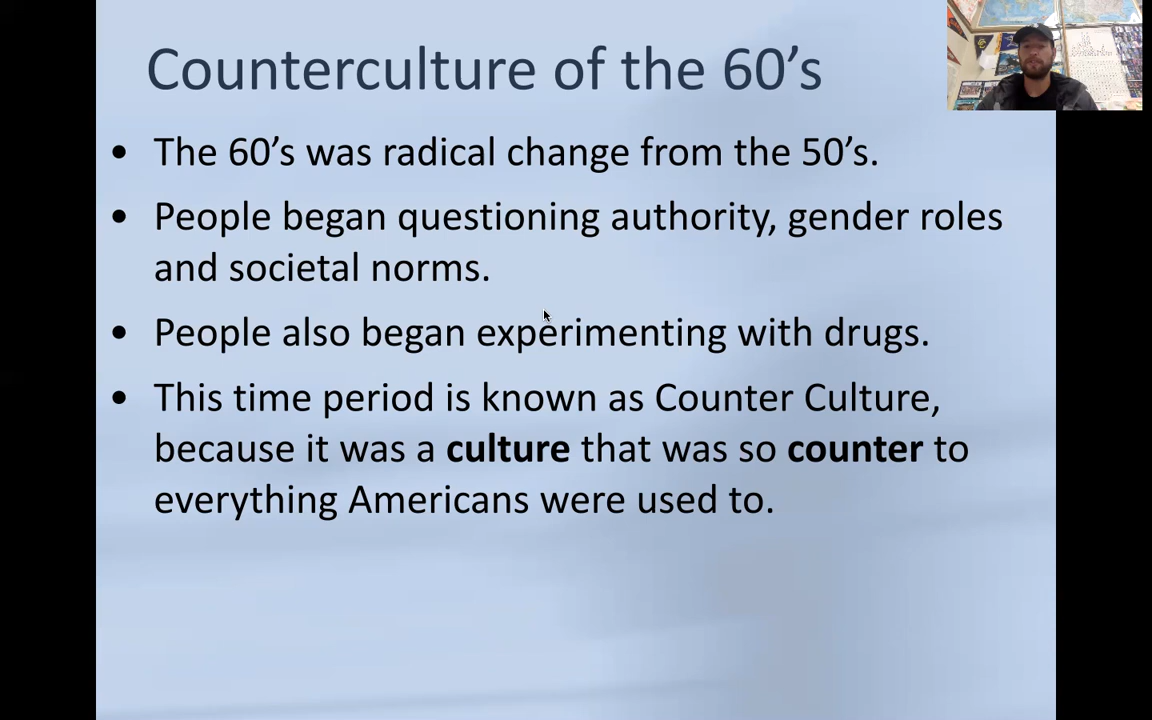 Counterculture of the 60’s
• The 60’s was radical change from the 50’s.
• People began questioning authority, gender roles
and societal norms.
• People also began experimenting with drugs.
• This time period is known as Counter Culture,
because it was a culture that was so counter to
everything Americans were used to.